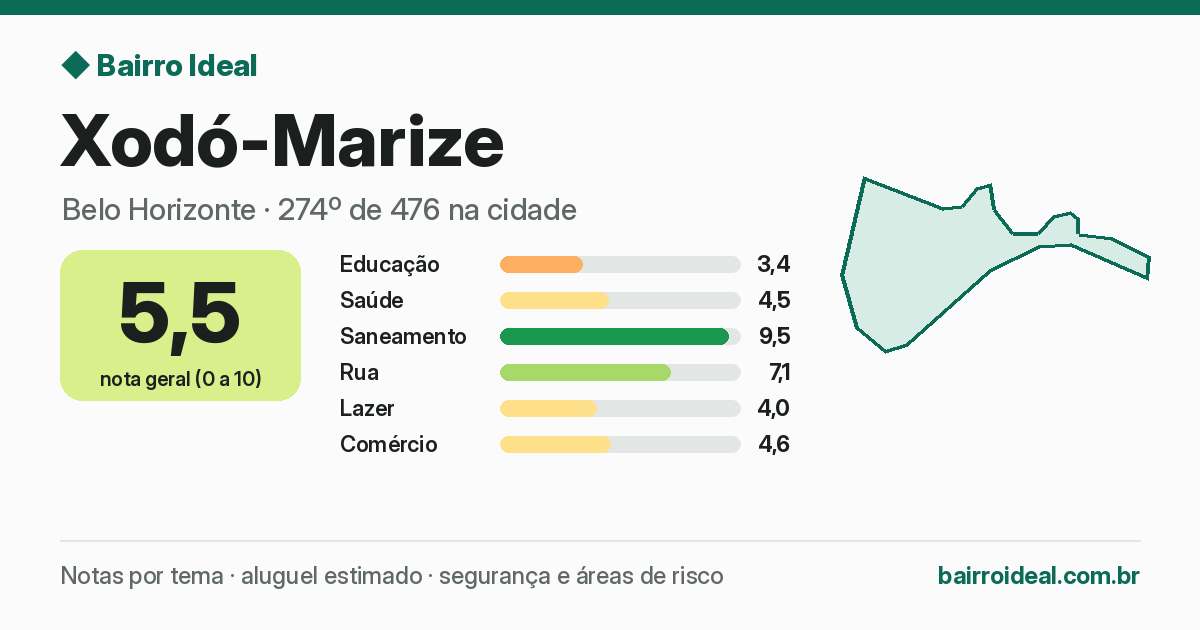 Bairro Ideal
Xodó-Marize
Belo Horizonte · 274º de 476 na cidade
5,5
nota geral (0 a 10)
Educação 3,4
Saúde 4,5
Saneamento 9,5
Rua 7,1
Lazer 4,0
Comércio 4,6
Notas por tema · aluguel estimado · segurança e áreas de risco
bairroideal.com.br